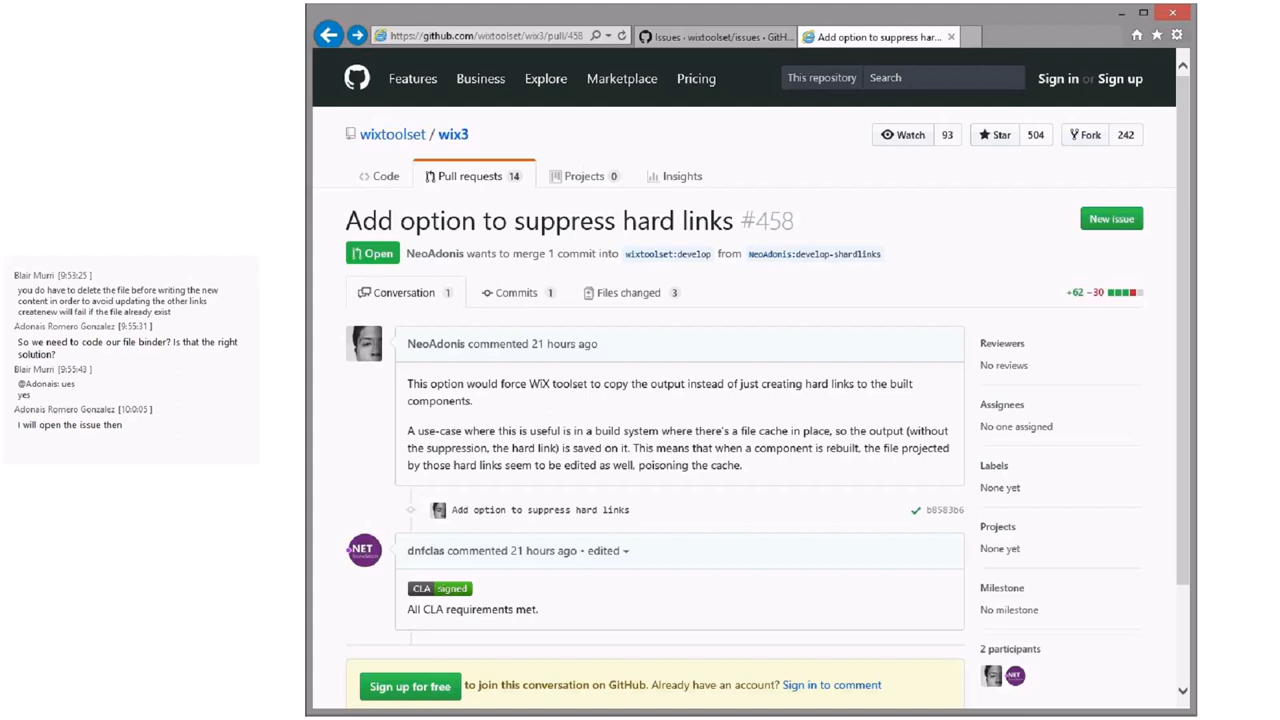 https://github.com/wixtoolset/wix3/pull/458
Issues · wixtoolset/issues · GitH...
Add option to suppress hard...
Features
Business
Explore
Marketplace
Pricing
This repository
Search
Sign in or Sign up
wixtoolset / wix3
Watch 93
Star 504
Fork 242
Code
Pull requests 14
Projects 0
Insights
Add option to suppress hard links #458
New issue
Open
NeoAdonis wants to merge 1 commit into wixtoolset:develop from NeoAdonis:develop-shardlinks
Conversation 1
Commits 1
Files changed 3
+62 −30
NeoAdonis commented 21 hours ago
This option would force WiX toolset to copy the output instead of just creating hard links to the built
components.
A use-case where this is useful is in a build system where there's a file cache in place, so the output (without
the suppression, the hard link) is saved on it. This means that when a component is rebuilt, the file projected
by those hard links seem to be edited as well, poisoning the cache.
Add option to suppress hard links
b8583b6
.NET
dnfclas commented 21 hours ago • edited
CLA signed
All CLA requirements met.
Sign up for free to join this conversation on GitHub. Already have an account? Sign in to comment
Reviewers
No reviews
Assignees
No one assigned
Labels
None yet
Projects
None yet
Milestone
No milestone
2 participants
.NET
Blair Murri [9:53:25 ]
you do have to delete the file before writing the new
content in order to avoid updating the other links
createnew will fail if the file already exist
Adonais Romero Gonzalez [9:55:31 ]
So we need to code our file binder? Is that the right
solution?
Blair Murri [9:55:43 ]
@Adonais: ues
yes
Adonais Romero Gonzalez [10:0:05 ]
I will open the issue then